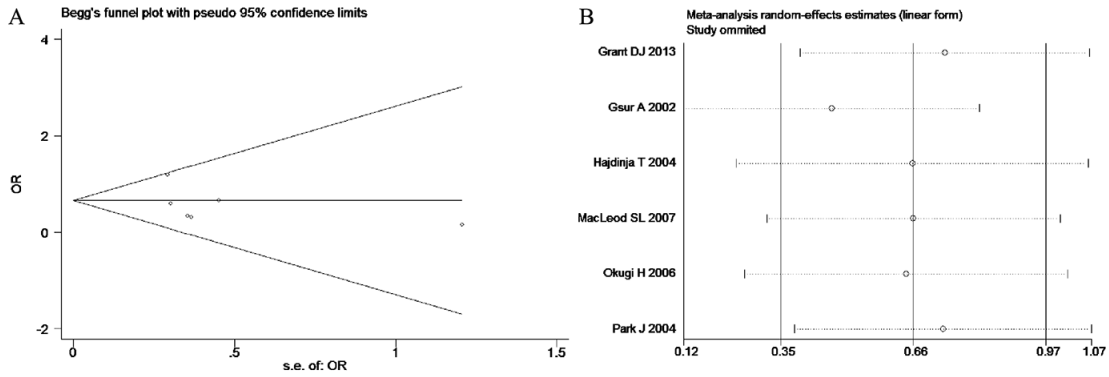 A
Begg's funnel plot with pseudo 95% confidence limits
4
2
0
-2
OR
0
.5
1
1.5
s.e. of: OR
B
Meta-analysis random-effects estimates (linear form)
Study ommited
Grant DJ 2013
Gsur A 2002
Hajdinja T 2004
MacLeod SL 2007
Okugi H 2006
Park J 2004
0.12
0.35
0.66
0.97
1.07